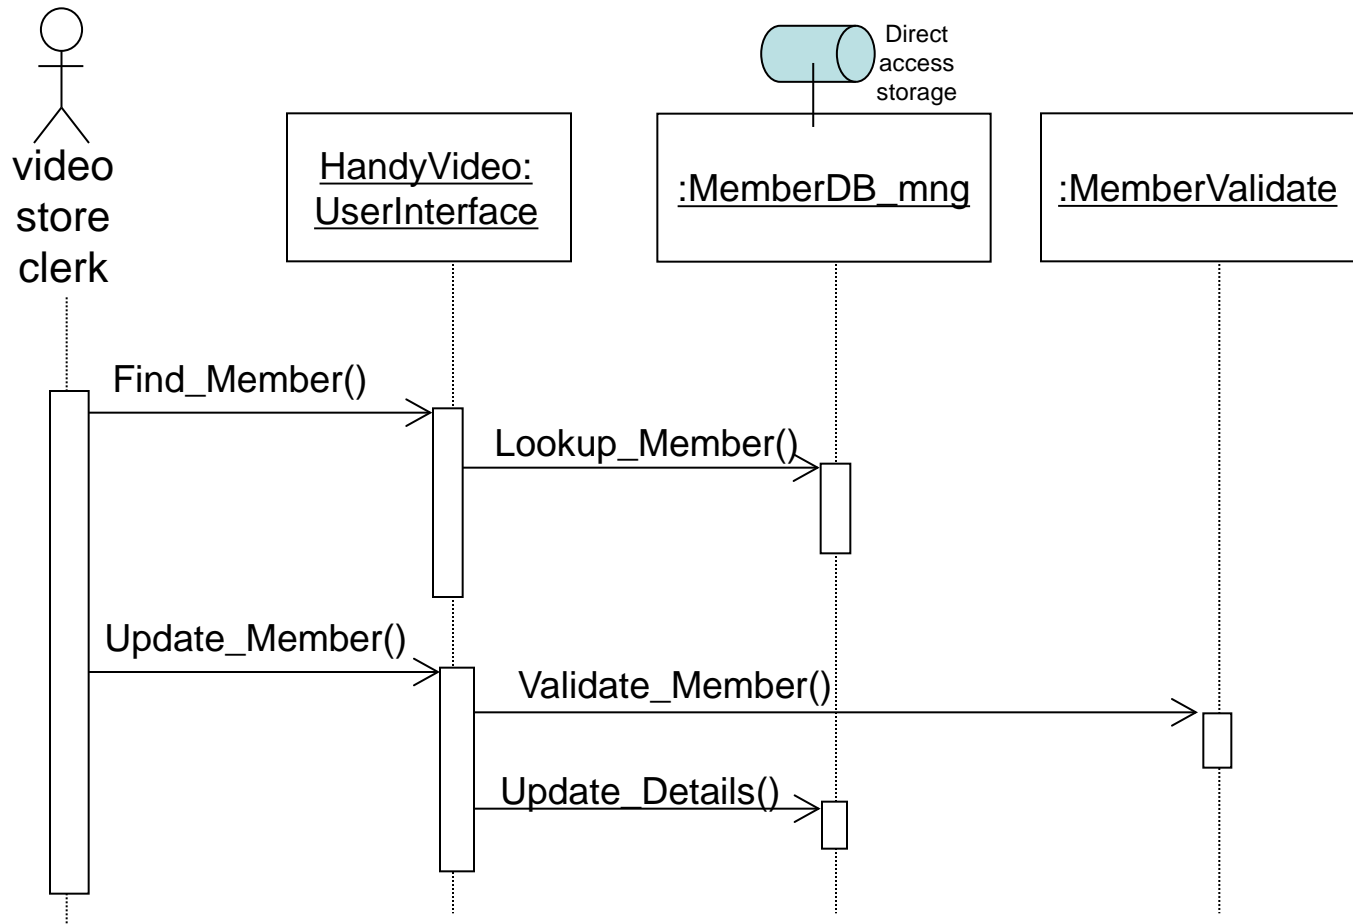 Direct
access
storage
video
store
clerk
HandyVideo:
UserInterface
:MemberDB_mng
:MemberValidate
Find_Member()
Lookup_Member()
Update_Member()
Validate_Member()
Update_Details()